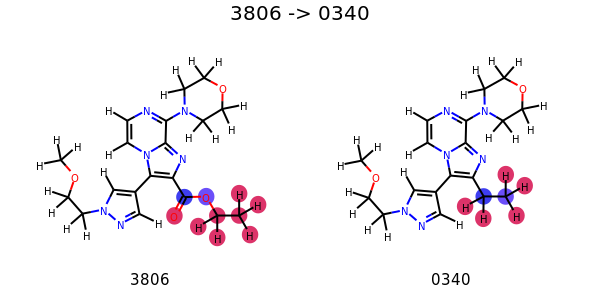 3806 -> 0340
H H H H
H O O
H H H H
H N N H N N
H H H H
H N H N
N N
H H
H H
O H O H
H O H H H
H O H H H
N H N H
H N H H N H
H H
3806 0340